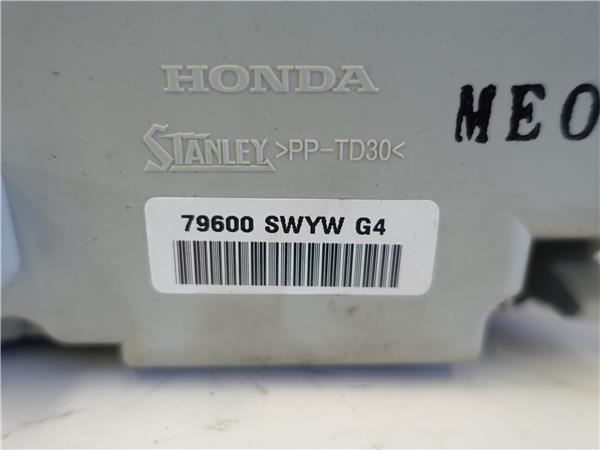 HONDA
MEO
STANLEY >PP-TD30<
79600 SWYW G4